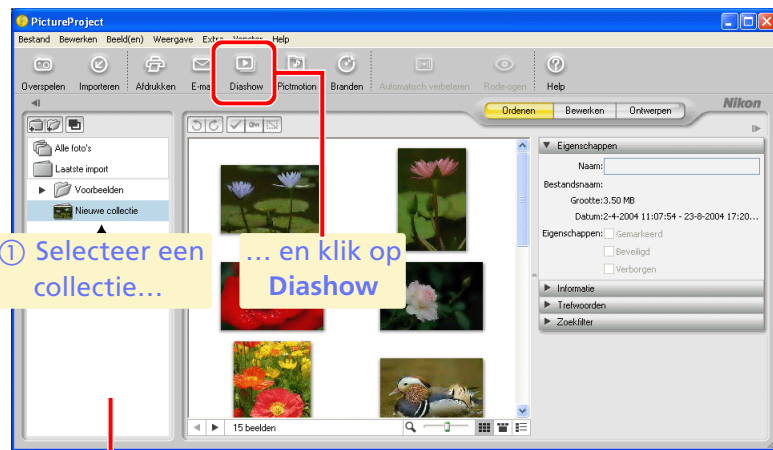 PictureProject
Bestand Bewerken Beeld(en) Weergave Extra Venster Help
Overspelen Importeren Afdrukken E-mai Diashow Pictmotion Branden Automatisch verbeteren Rode-ogen Help
Ordenen Bewerken Ontwerpen Nikon
Alle foto's
Laatste import
Voorbeelden
Nieuwe collectie
① Selecteer een
collectie...
... en klik op
Diashow
15 beelden
Eigenschappen
Naam:
Bestandsnaam:
Grootte:3.50 MB
Datum:2-4-2004 11:07:54 - 23-8-2004 17:20...
Eigenschappen: Gemarkeerd
Beveiligd
Verborgen
Informatie
Trefwoorden
Zoekfilter